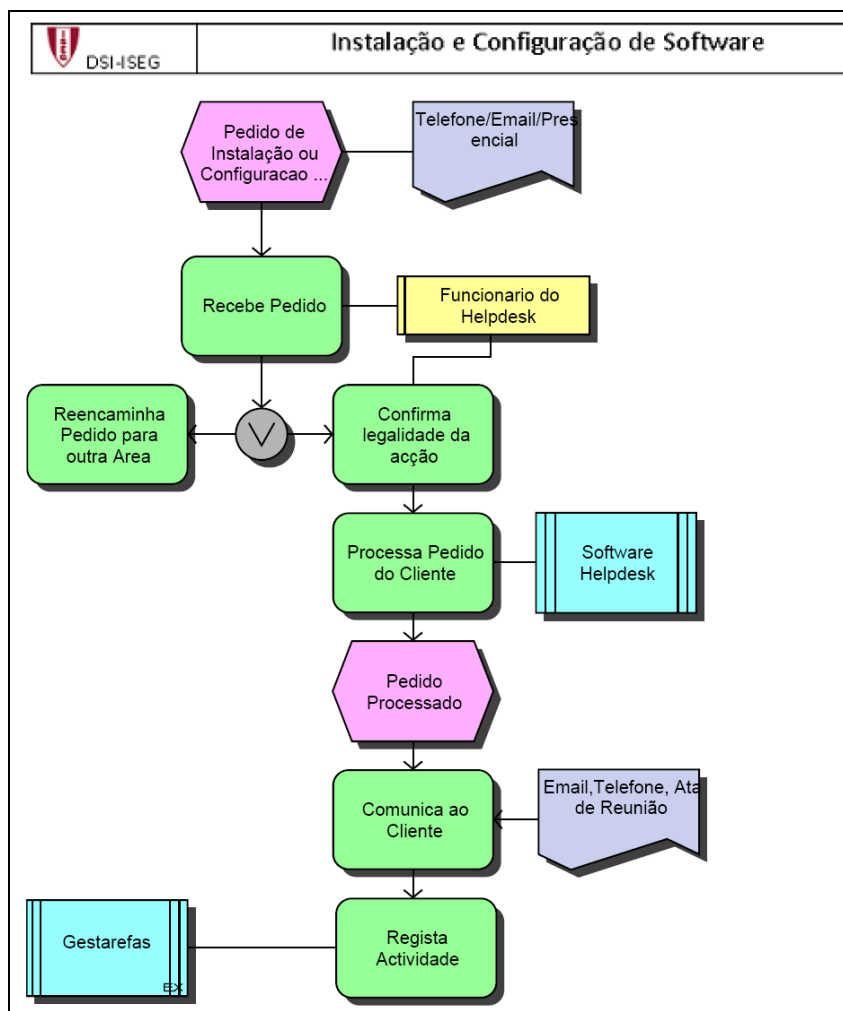 ISEG
DSI-ISEG
Instalação e Configuração de Software
Pedido de
Instalação ou
Configuracao ...
Telefone/Email/Pres
encial
Recebe Pedido
Funcionario do
Helpdesk
Reencaminha
Pedido para
outra Area
Confirma
legalidade da
acção
Processa Pedido
do Cliente
Software
Helpdesk
Pedido
Processado
Comunica ao
Cliente
Email,Telefone, Ata
de Reunião
Gestarefas
EX
Regista
Actividade